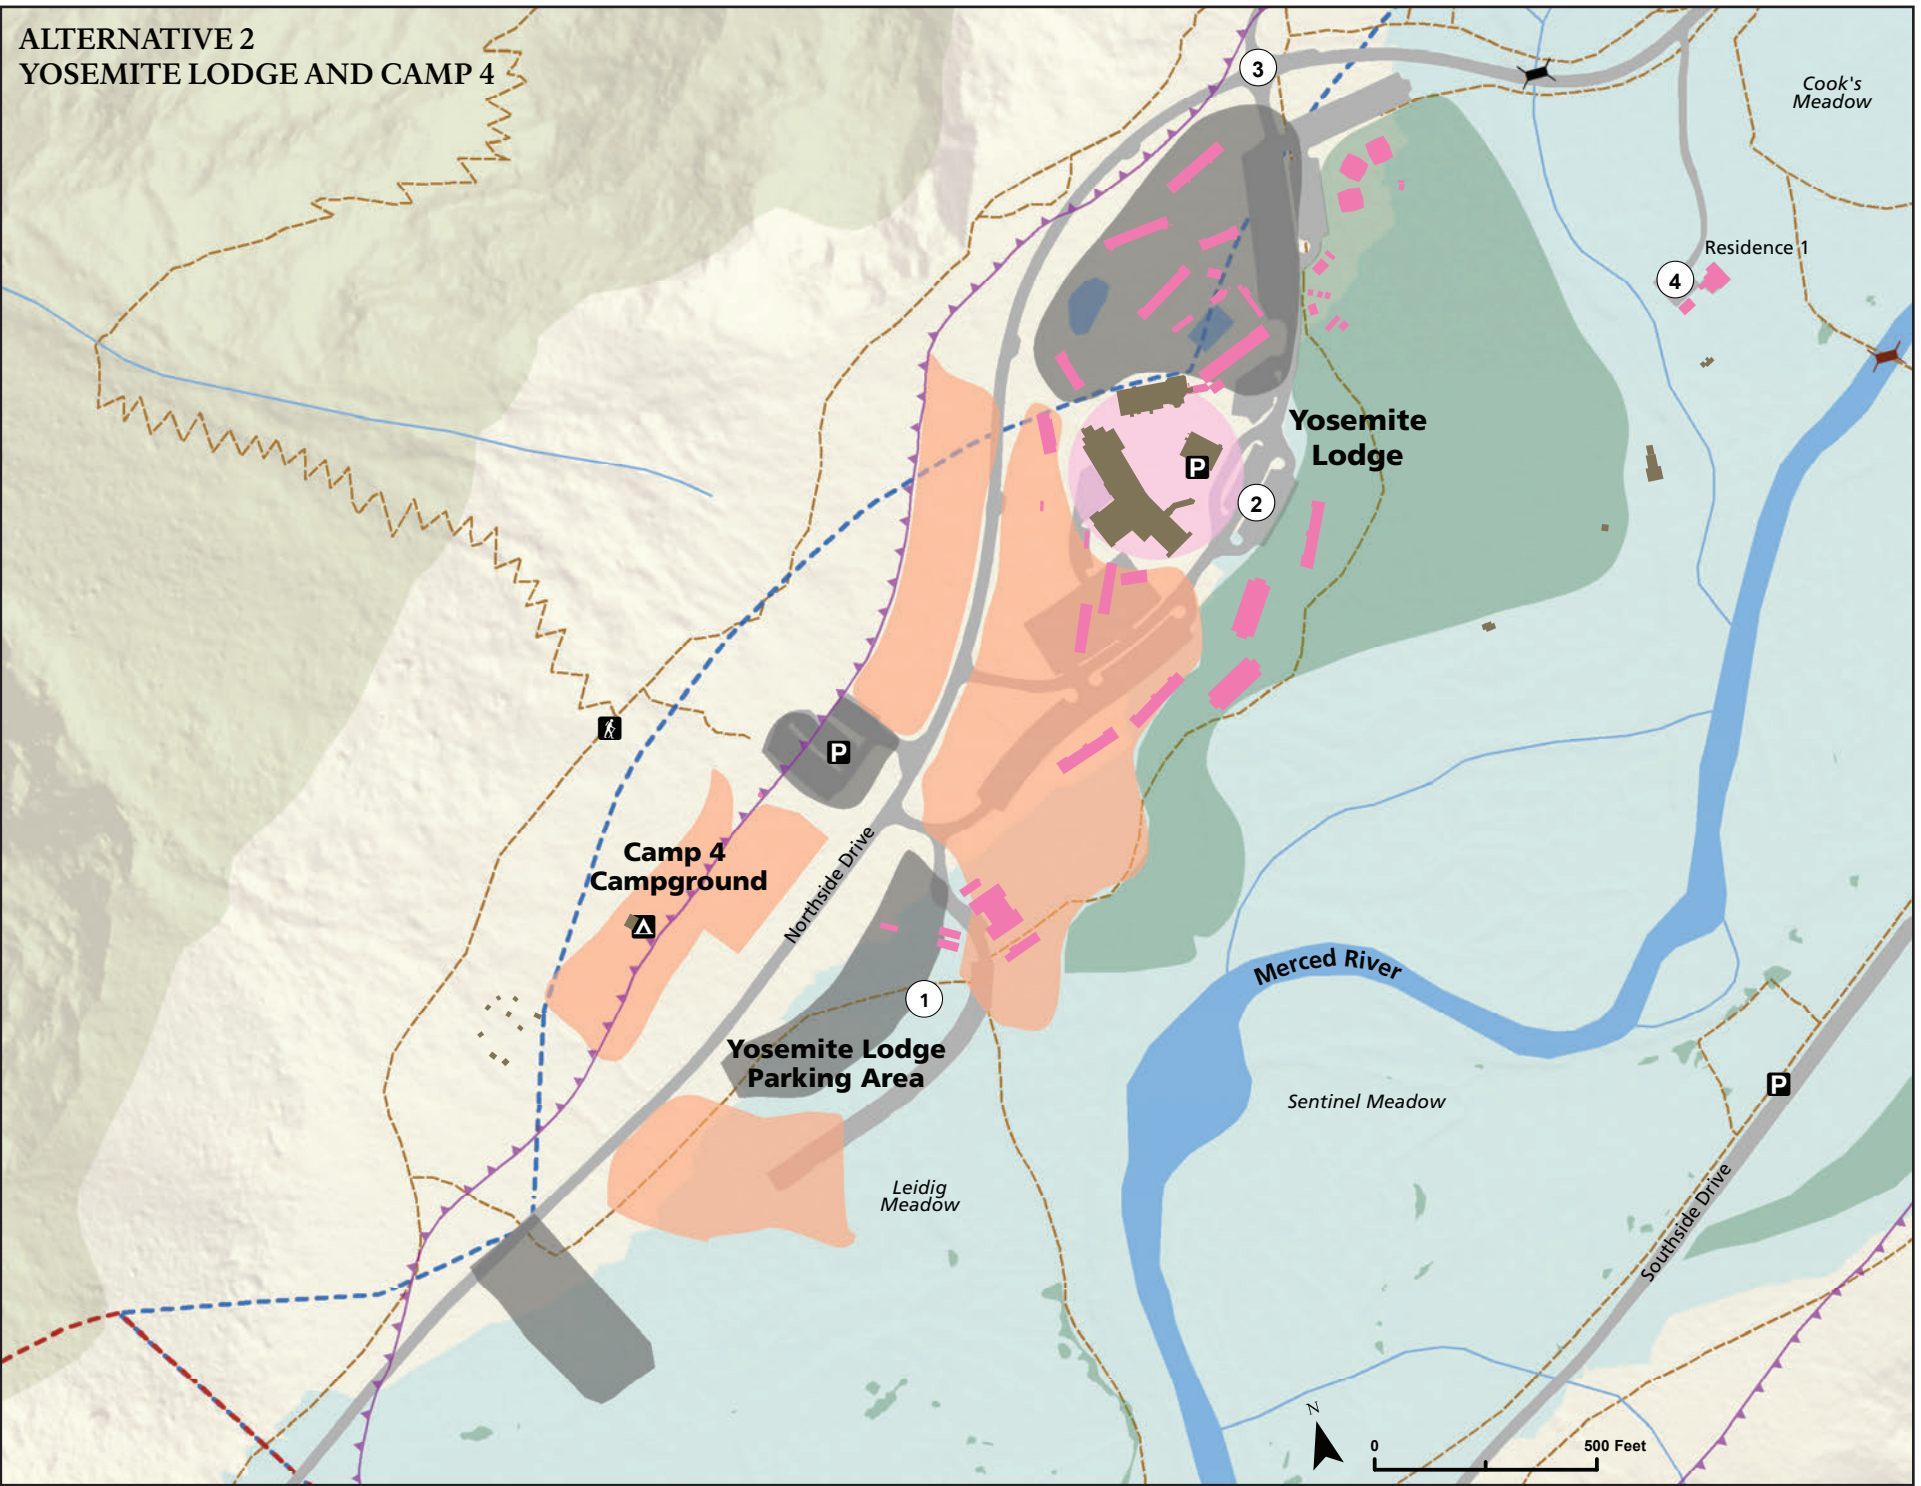 ALTERNATIVE 2
YOSEMITE LODGE AND CAMP 4
3
Cook's
Meadow
Residence 1
4
Yosemite
Lodge
P
2
P
Camp 4
Campground
Northside Drive
Merced River
1
Yosemite Lodge
Parking Area
Sentinel Meadow
P
Leidig
Meadow
Southside Drive
N
0
500 Feet